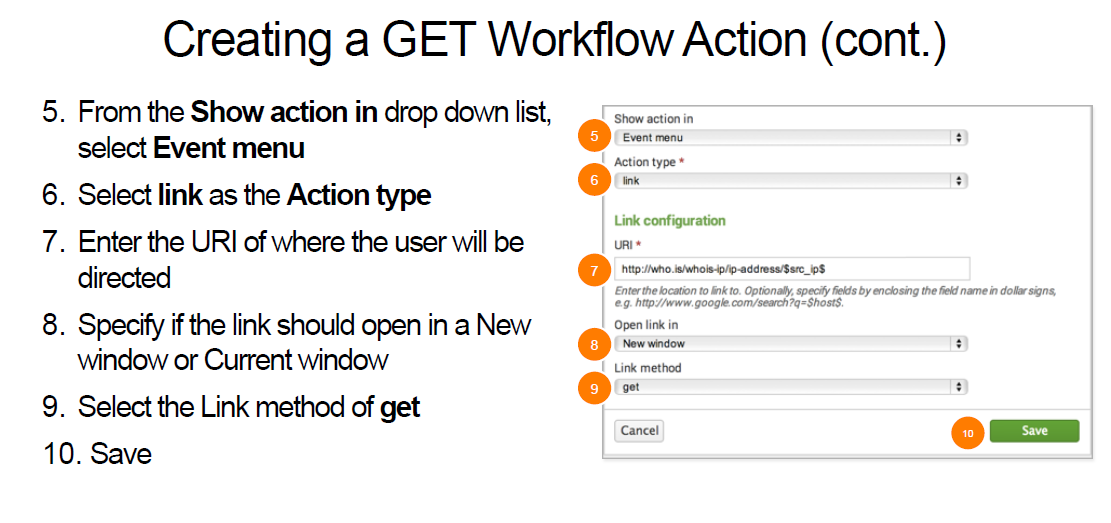 Creating a GET Workflow Action (cont.)
5. From the Show action in drop down list,
select Event menu
6. Select link as the Action type
7. Enter the URI of where the user will be
directed
8. Specify if the link should open in a New
window or Current window
9. Select the Link method of get
10. Save
Show action in
5 Event menu
Action type *
6 link
Link configuration
URI *
7 http://who.is/whois-ip/ip-address/$src_ip$
Enter the location to link to. Optionally, specify fields by enclosing the field name in dollar signs,
e.g. http://www.google.com/search?q=$host$.
Open link in
8 New window
Link method
9 get
Cancel 10 Save